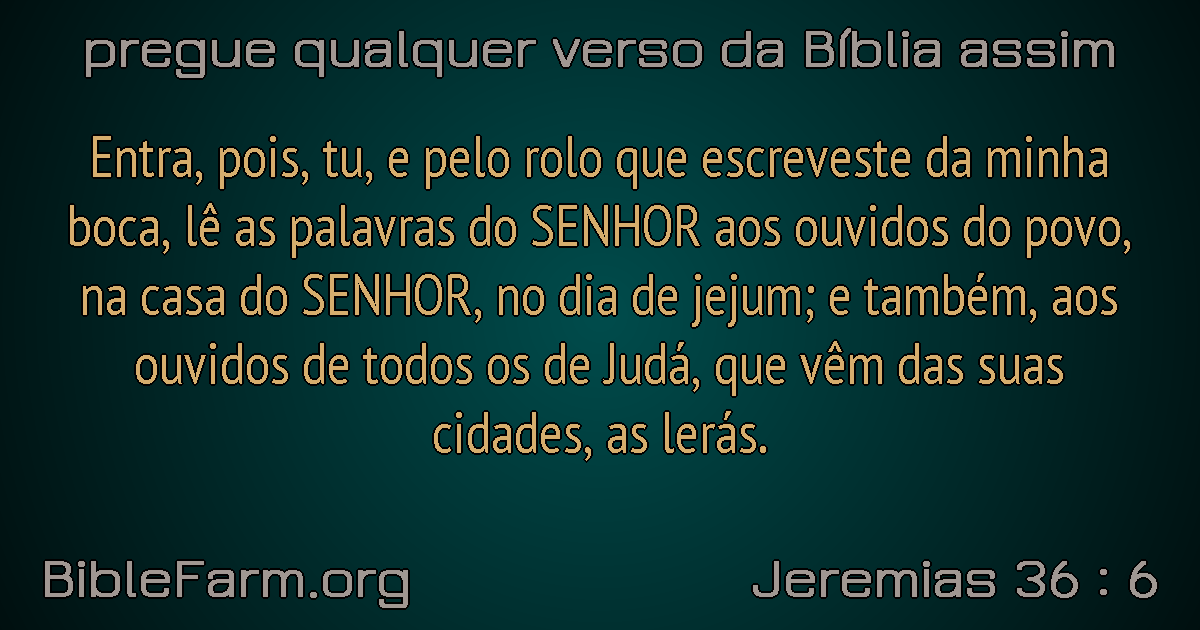 pregue qualquer verso da Bíblia assim
Entra, pois, tu, e pelo rolo que escreveste da minha
boca, lê as palavras do SENHOR aos ouvidos do povo,
na casa do SENHOR, no dia de jejum; e também, aos
ouvidos de todos os de Judá, que vêm das suas
cidades, as lerás.
BibleFarm.org
Jeremias 36 : 6